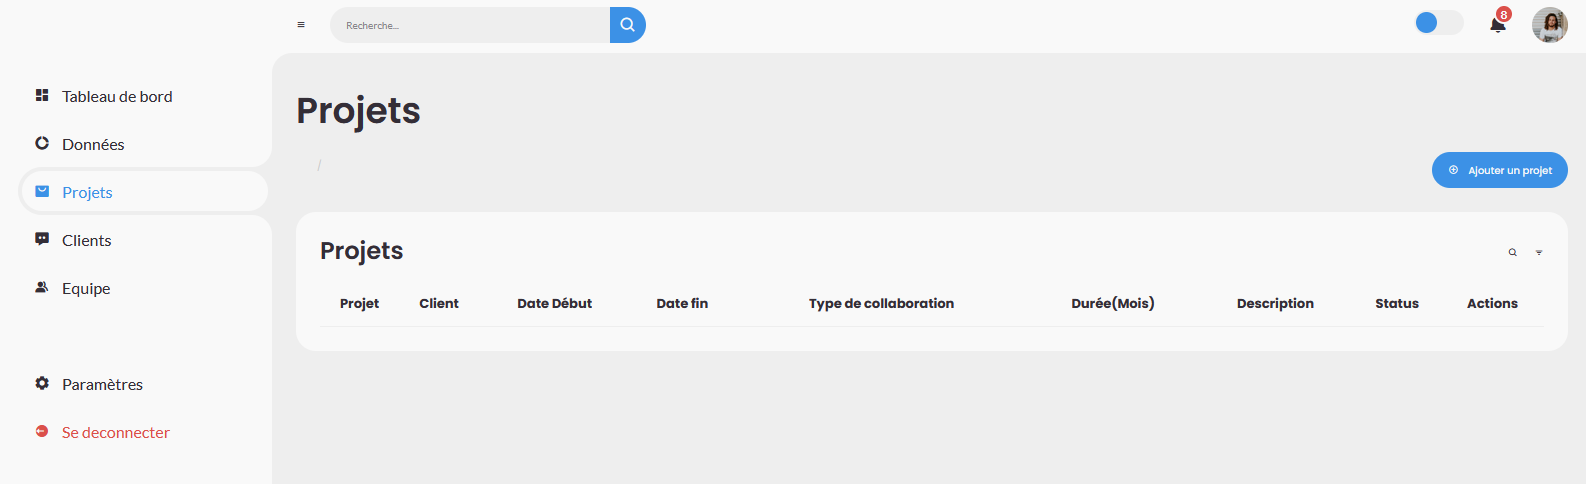 Recherche...
8
Tableau de bord
Données
Projets
Clients
Equipe
Paramètres
Se deconnecter
Projets
/
Ajouter un projet
Projets
Projet Client Date Début Date fin Type de collaboration Durée(Mois) Description Status Actions